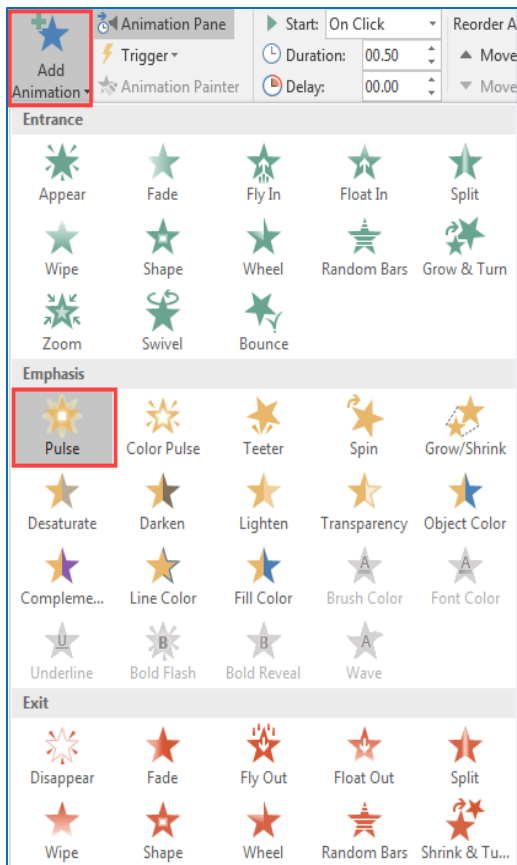 Add
Animation
Animation Pane
Trigger
Animation Painter
Start: On Click
Duration: 00.50
Delay: 00.00
Reorder A
Move
Move
Entrance
Appear Fade Fly In Float In Split
Wipe Shape Wheel Random Bars Grow & Turn
Zoom Swivel Bounce
Emphasis
Pulse Color Pulse Teeter Spin Grow/Shrink
Desaturate Darken Lighten Transparency Object Color
Compleme... Line Color Fill Color Brush Color Font Color
Underline Bold Flash Bold Reveal Wave
Exit
Disappear Fade Fly Out Float Out Split
Wipe Shape Wheel Random Bars Shrink & Tu...